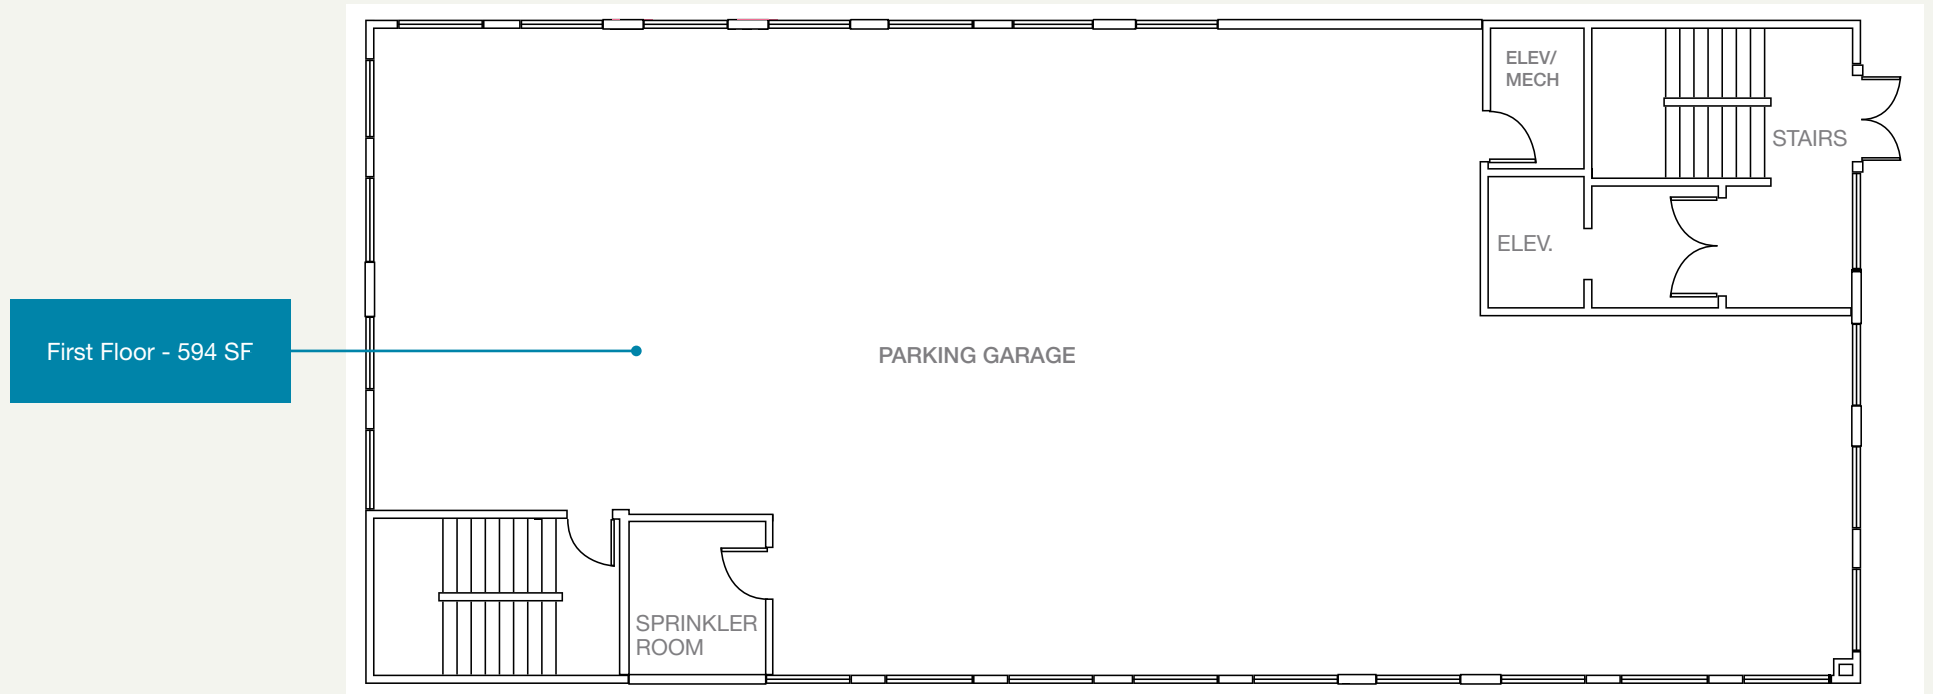 ELEV/
MECH
STAIRS
ELEV.
First Floor - 594 SF
PARKING GARAGE
SPRINKLER
ROOM